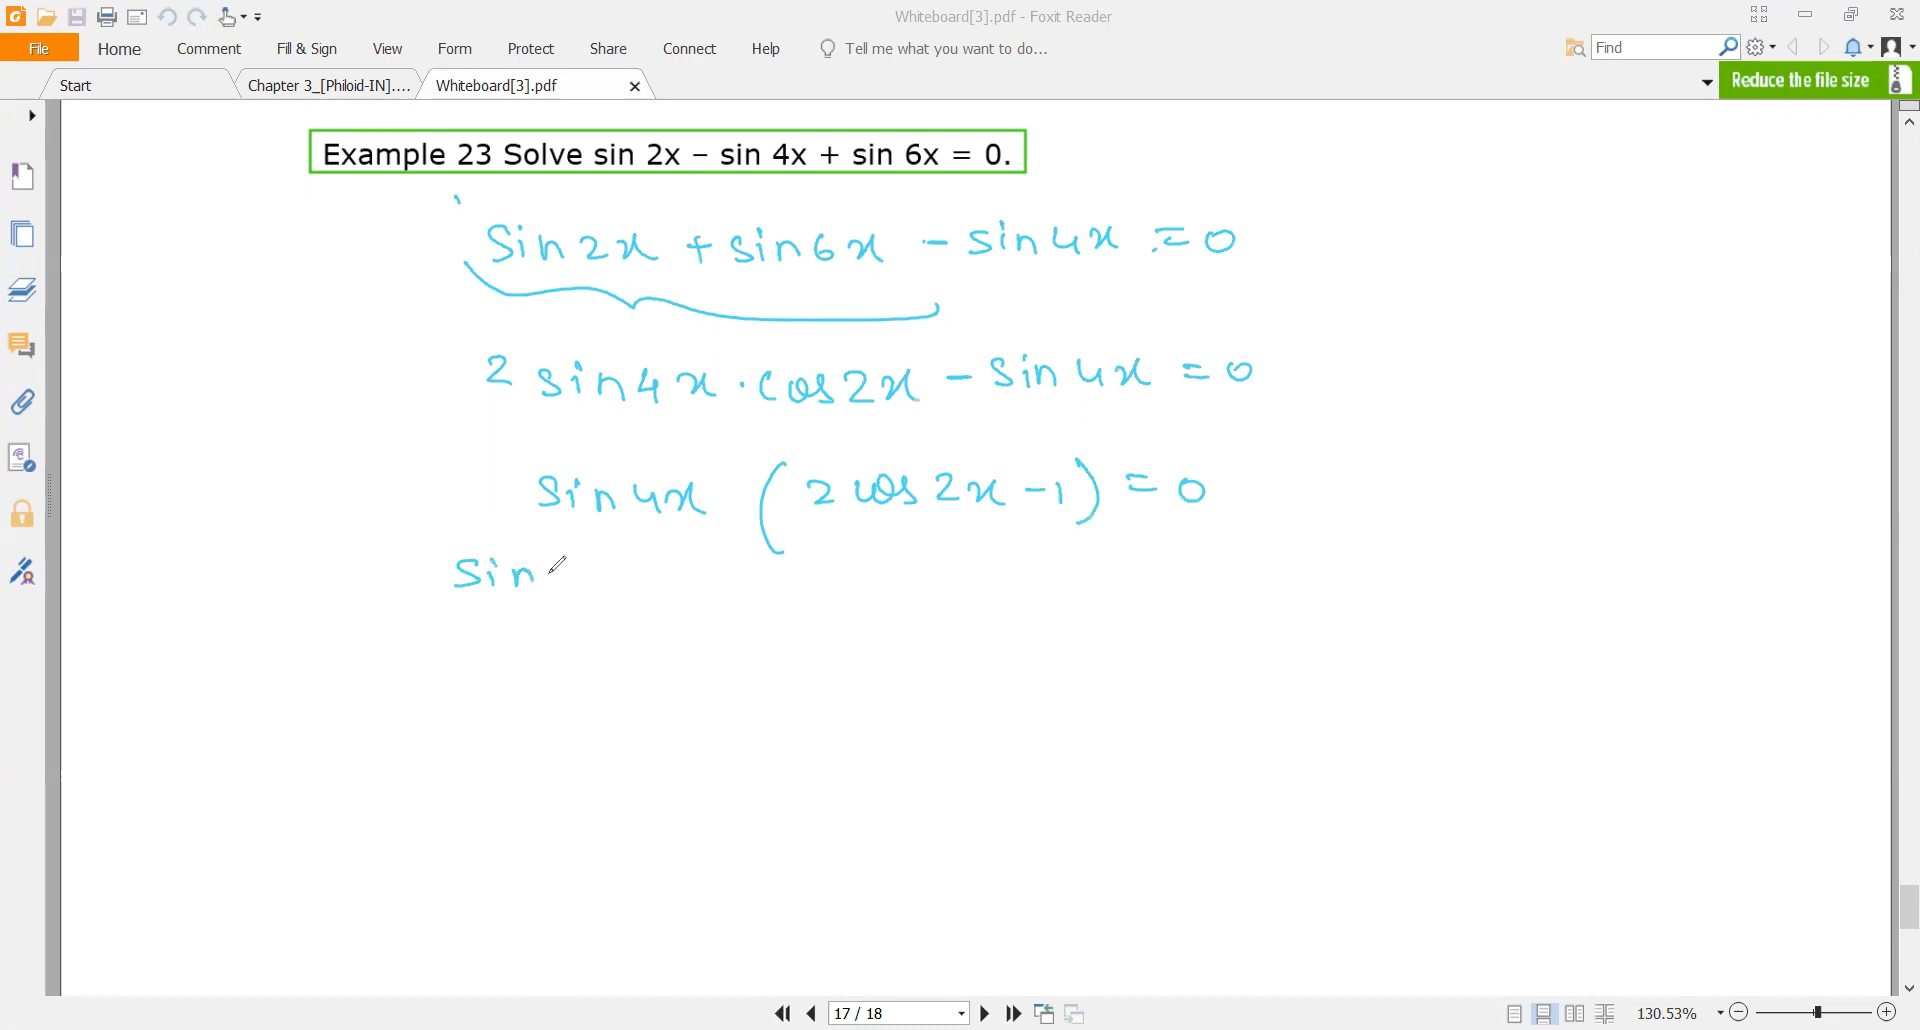 Whiteboard[3].pdf - Foxit Reader
File Home Comment Fill & Sign View Form Protect Share Connect Help Tell me what you want to do... Find
Start Chapter 3_[Philoid-IN].... Whiteboard[3].pdf Reduce the file size
Example 23 Solve sin 2x – sin 4x + sin 6x = 0.
Sin 2x + sin 6x - sin 4x = 0
2 sin 4x . cos 2x - sin 4x = 0
Sin 4x ( 2 cos 2x - 1 ) = 0
Sin
17 / 18 130.53%